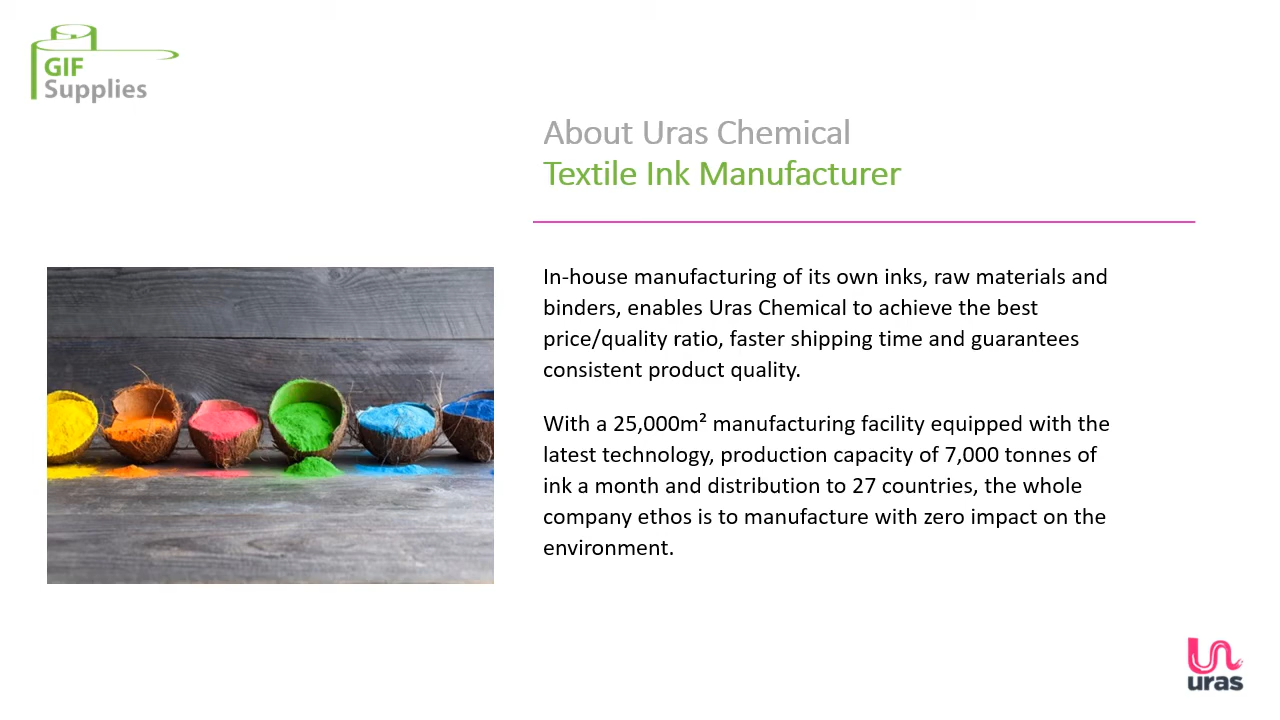 GIF
Supplies
About Uras Chemical
Textile Ink Manufacturer
In-house manufacturing of its own inks, raw materials and
binders, enables Uras Chemical to achieve the best
price/quality ratio, faster shipping time and guarantees
consistent product quality.
With a 25,000m² manufacturing facility equipped with the
latest technology, production capacity of 7,000 tonnes of
ink a month and distribution to 27 countries, the whole
company ethos is to manufacture with zero impact on the
environment.
uras